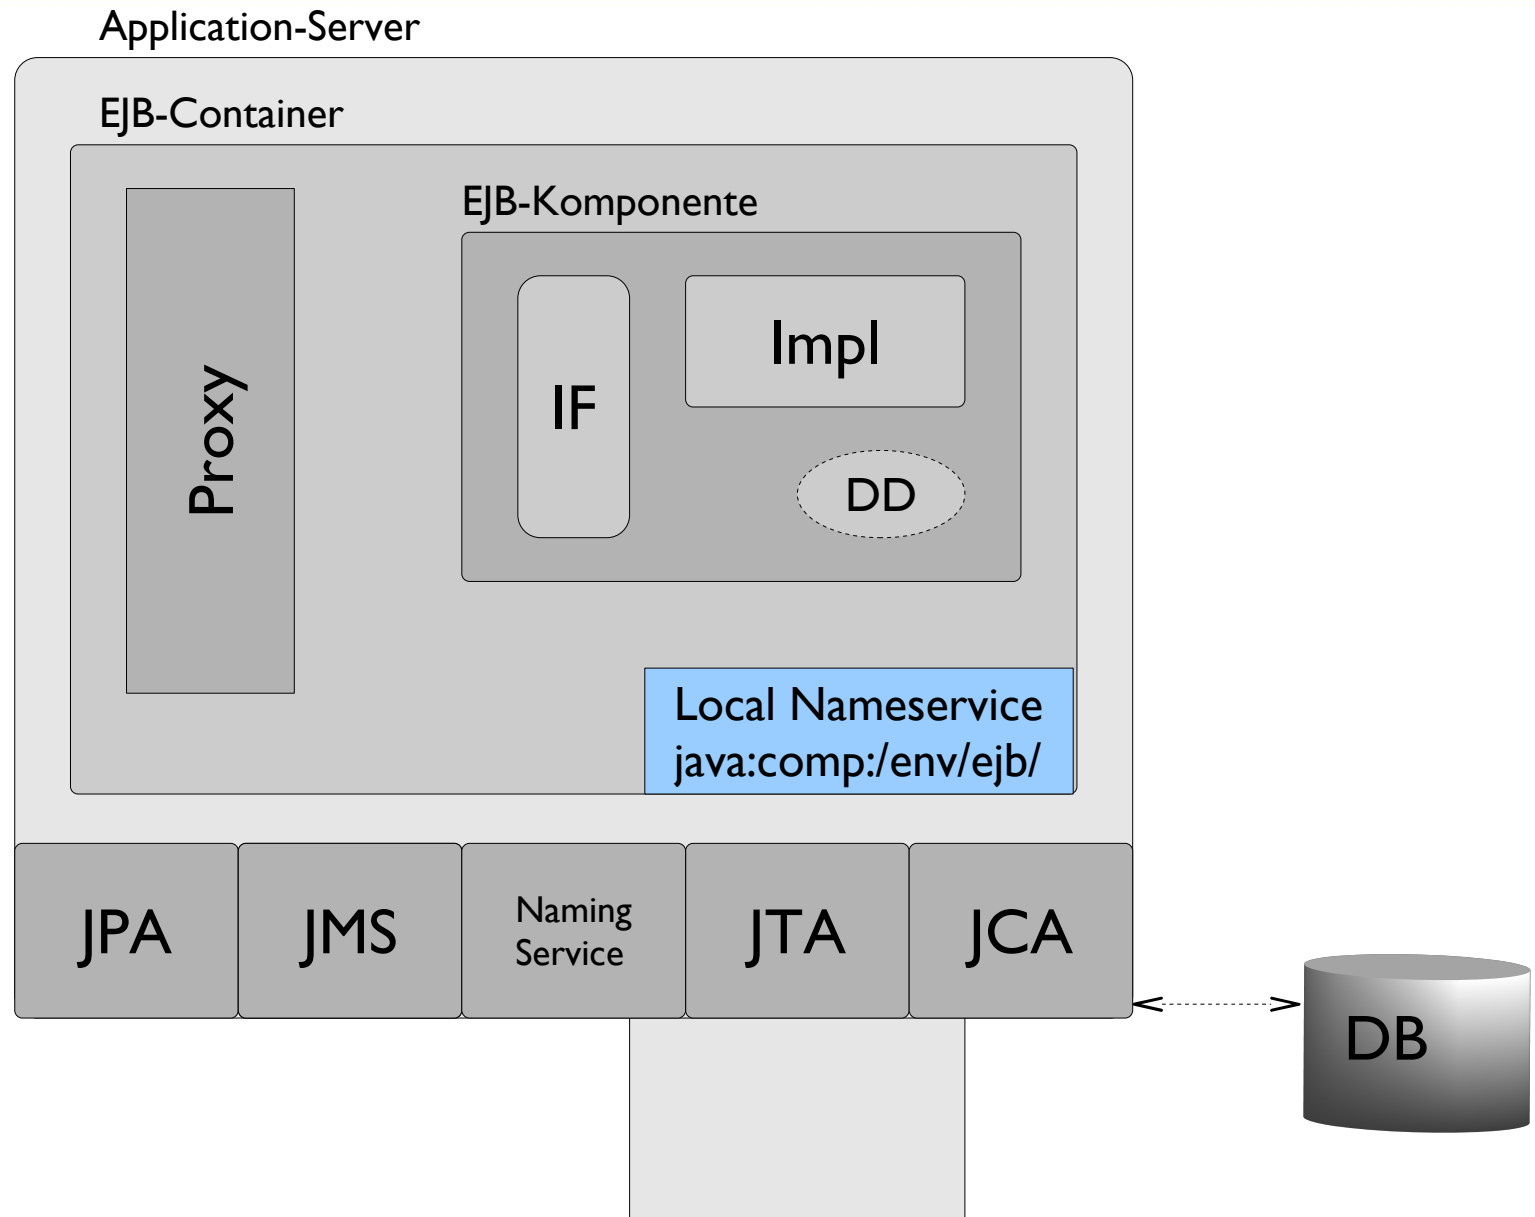 Application-Server
EJB-Container
EJB-Komponente
Proxy
IF
Impl
DD
Local Nameservice
java:comp:/env/ejb/
JPA
JMS
Naming
Service
JTA
JCA
DB